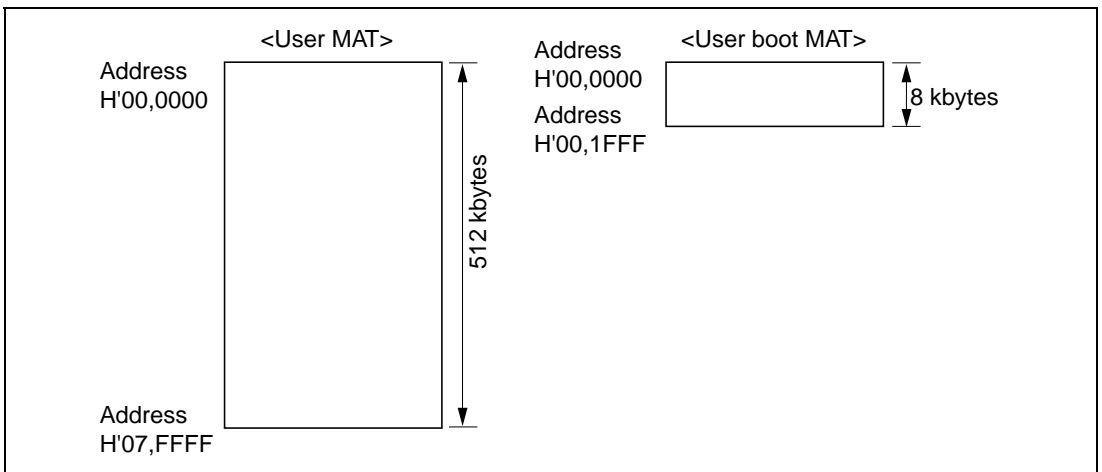 <User MAT>
Address
H'00,0000
512 kbytes
Address
H'07,FFFF
<User boot MAT>
Address
H'00,0000
Address
H'00,1FFF
8 kbytes